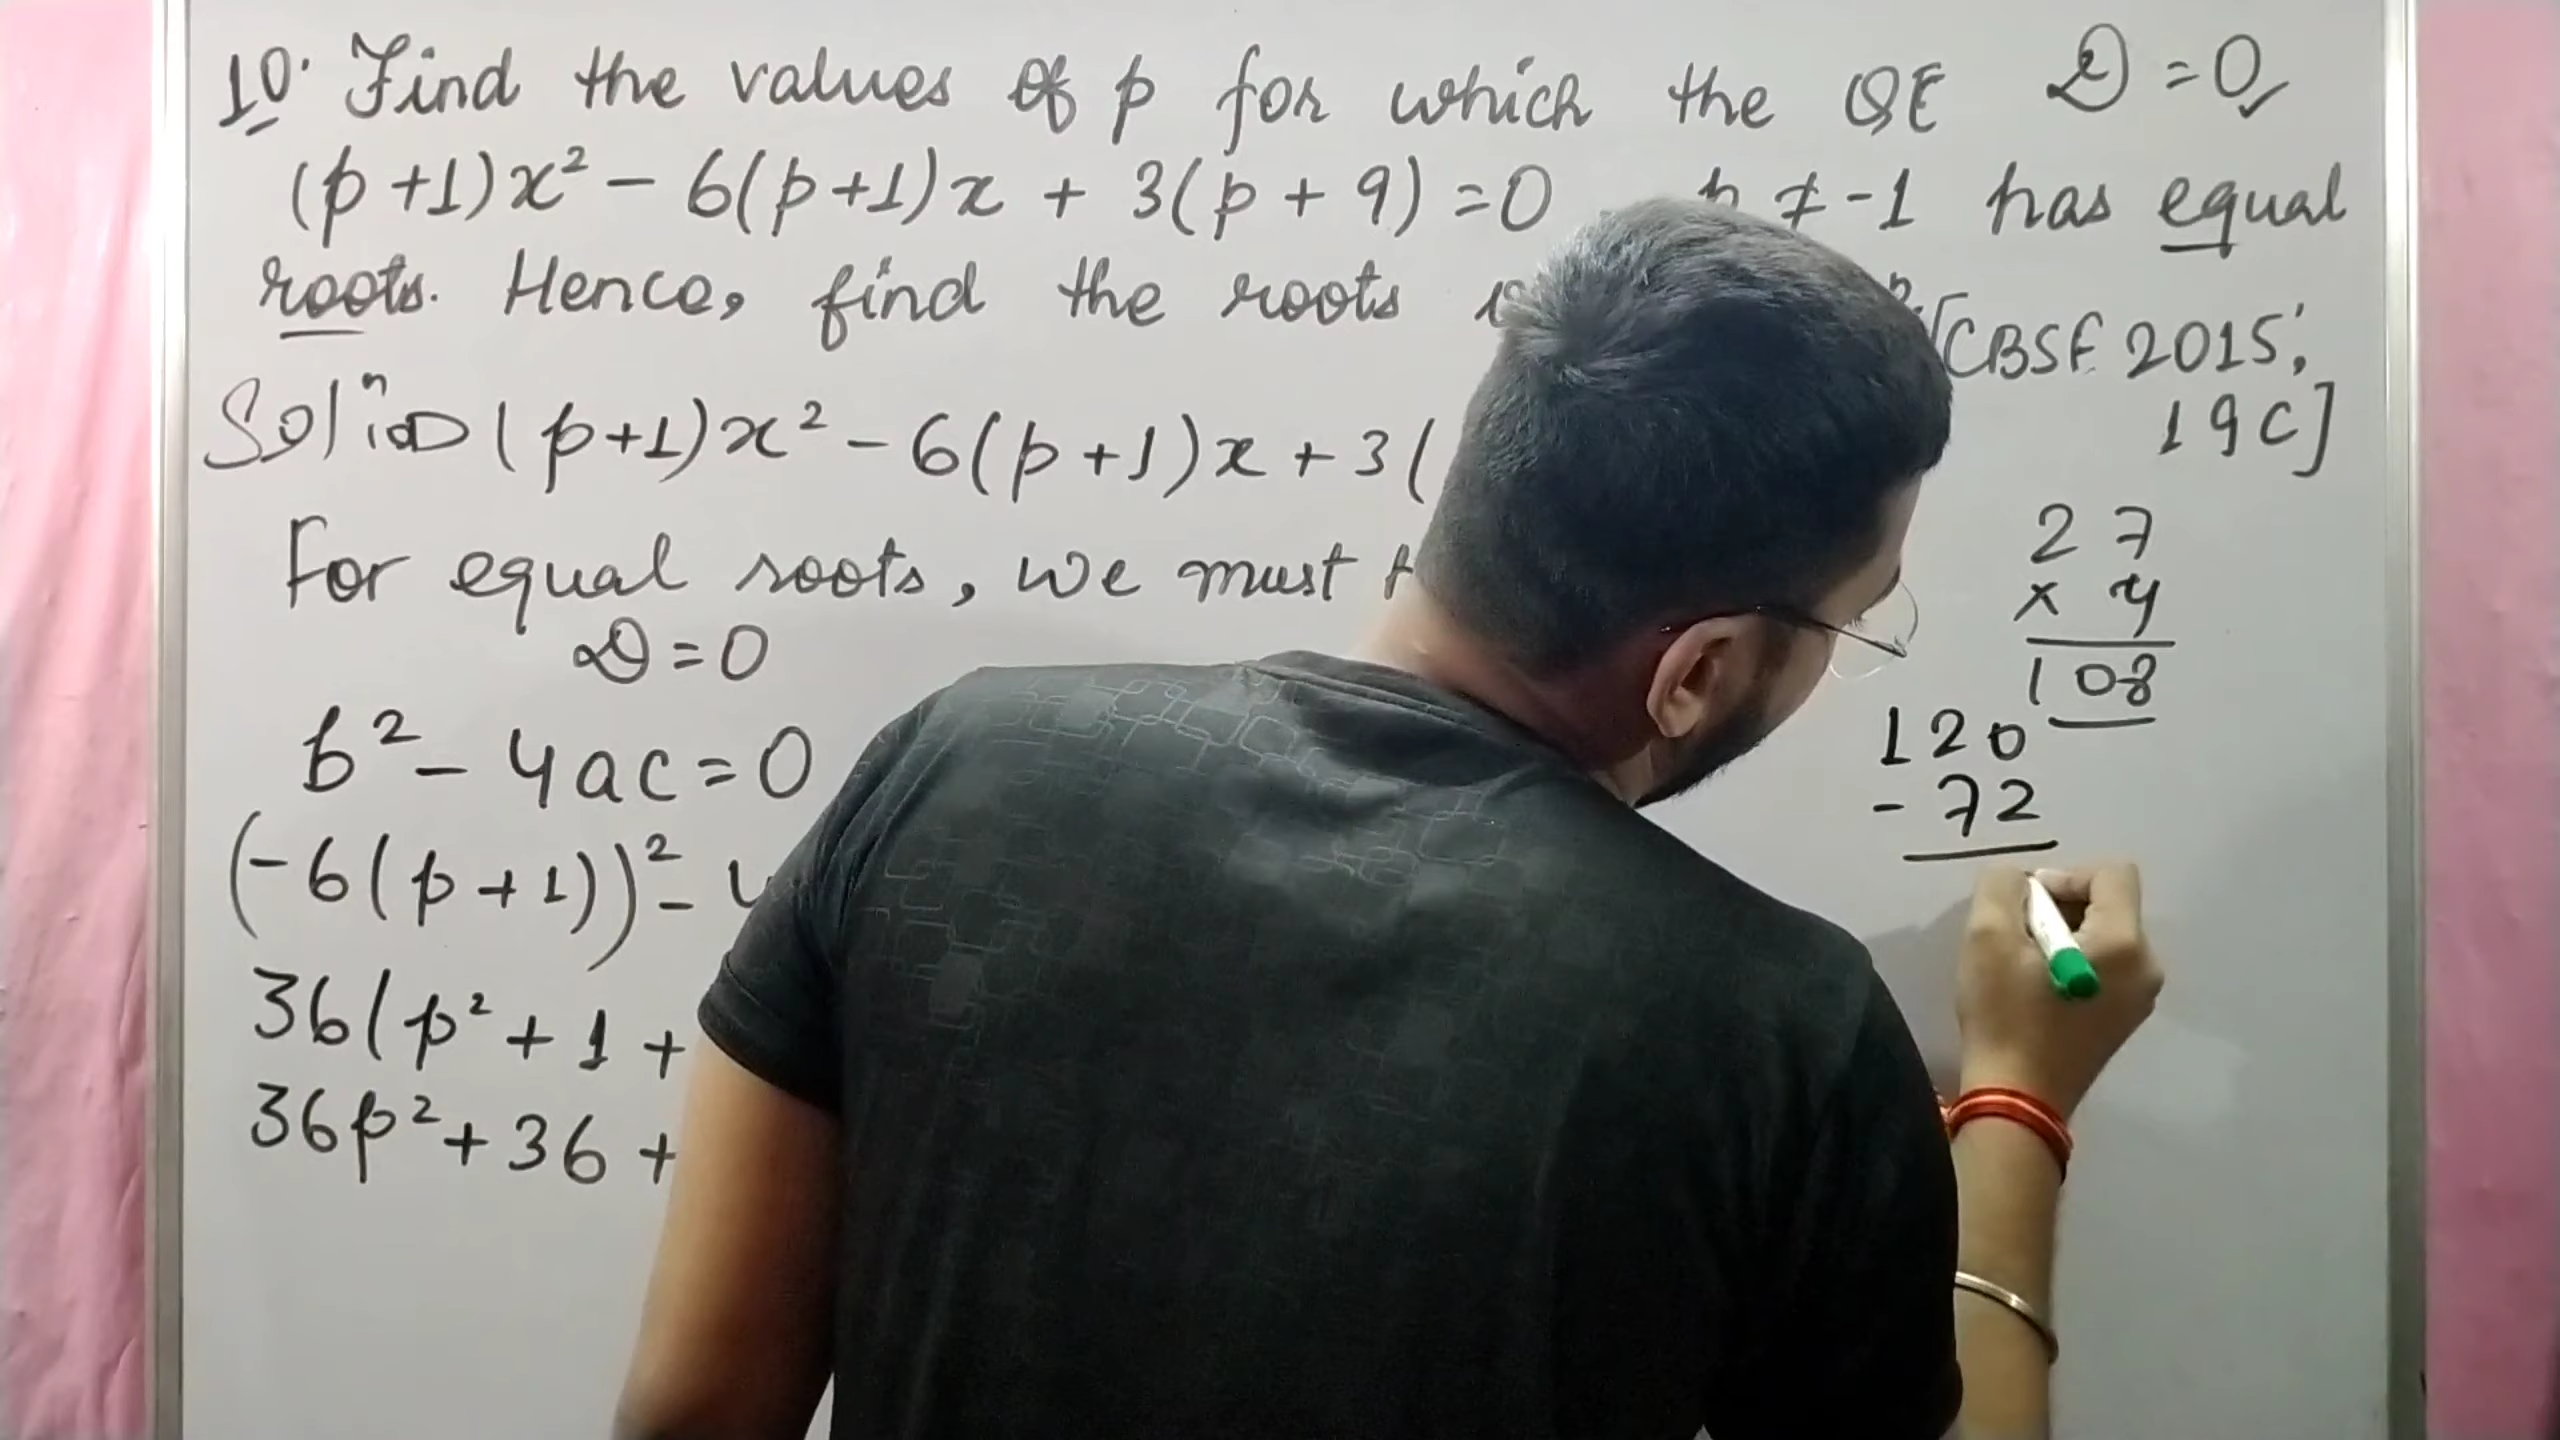 10. Find the values of p for which the QE D = 0
(p+1)x² - 6(p+1)x + 3(p+9) = 0 p ≠ -1 has equal
roots. Hence, find the roots
[CBSE 2015,
19C]
Solⁿ (p+1)x² - 6(p+1)x + 3(
For equal roots, we must
D = 0
b² - 4ac = 0
(-6(p+1))² - 4
36(p² + 1 +
36p² + 36 +
27
× 4
108
120
- 72